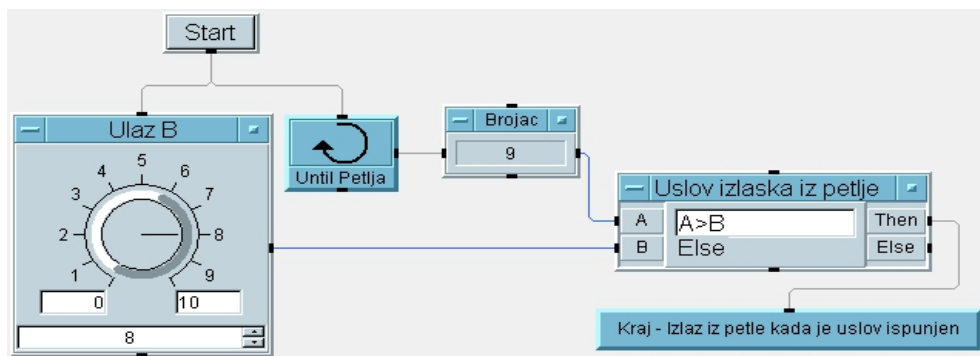 Start
Ulaz B
5
4
6
3
7
2
8
1
9
0
10
8
Until Petlja
Brojac
9
Uslov izlaska iz petlje
A
A>B
Then
B
Else
Else
Kraj - Izlaz iz petle kada je uslov ispunjen